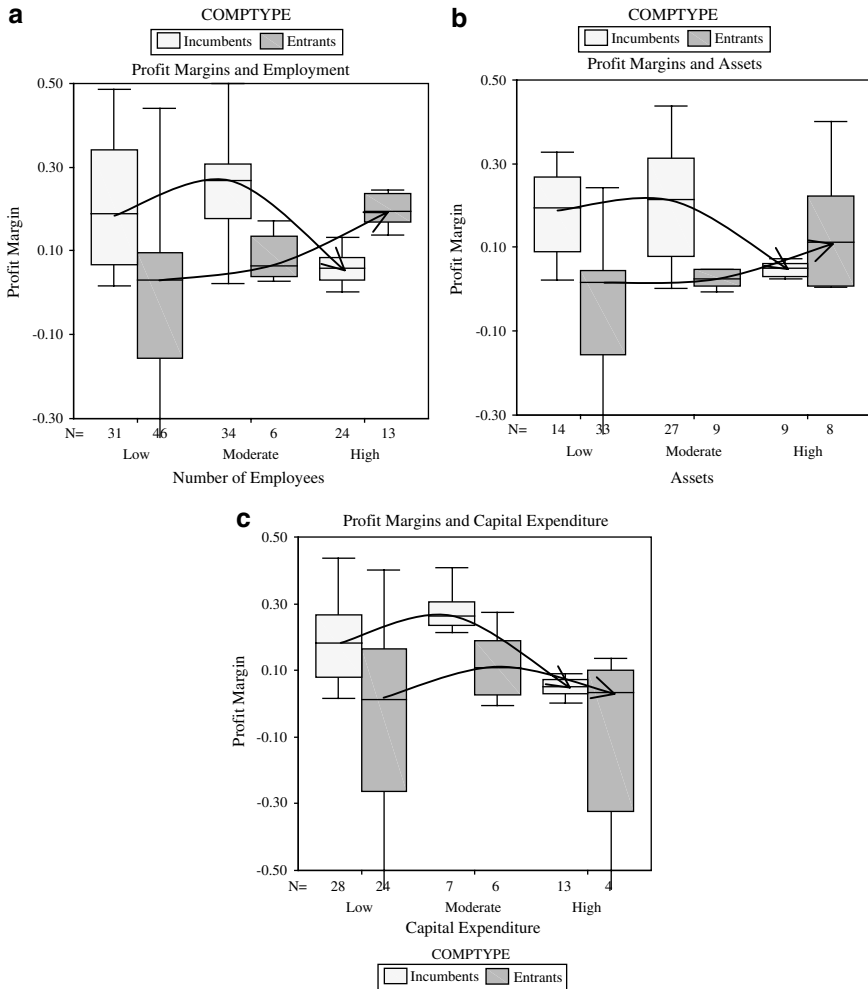 a
COMPTYPE
Incumbents Entrants
Profit Margins and Employment
0.50
0.30
0.10
-0.10
-0.30
Profit Margin
N= 31 46 34 6 24 13
Low Moderate High
Number of Employees
b
COMPTYPE
Incumbents Entrants
Profit Margins and Assets
0.50
0.30
0.10
-0.10
-0.30
Profit Margin
N= 14 33 27 9 9 8
Low Moderate High
Assets
c
Profit Margins and Capital Expenditure
0.50
0.30
0.10
-0.10
-0.30
-0.50
Profit Margin
N= 28 24 7 6 13 4
Low Moderate High
Capital Expenditure
COMPTYPE
Incumbents Entrants